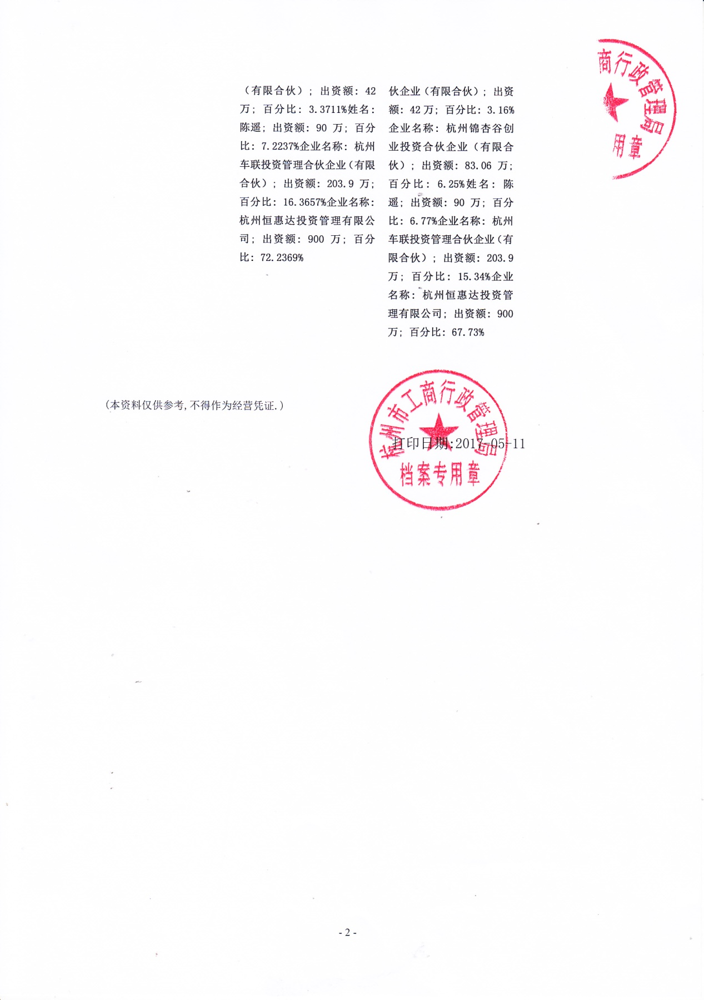 （有限合伙）; 出资额: 42
万; 百分比: 3.3711%姓名:
陈遥; 出资额: 90 万; 百分
比: 7.2237%企业名称: 杭州
车联投资管理合伙企业（有限
合伙）; 出资额: 203.9 万;
百分比: 16.3657%企业名称:
杭州恒惠达投资管理有限公
司; 出资额: 900 万; 百分
比: 72.2369%
伙企业（有限合伙）; 出资
额: 42 万; 百分比: 3.16%
企业名称: 杭州锦杏谷创
业投资合伙企业（有限合
伙）; 出资额: 83.06 万;
百分比: 6.25%姓名: 陈
遥; 出资额: 90 万; 百分
比: 6.77%企业名称: 杭州
车联投资管理合伙企业（有
限合伙）; 出资额: 203.9
万; 百分比: 15.34%企业
名称: 杭州恒惠达投资管
理有限公司; 出资额: 900
万; 百分比: 67.73%
商行政管理局
用章
(本资料仅供参考,不得作为经营凭证.)
杭州市工商行政管理局
打印日期:2017-05-11
档案专用章
- 2 -